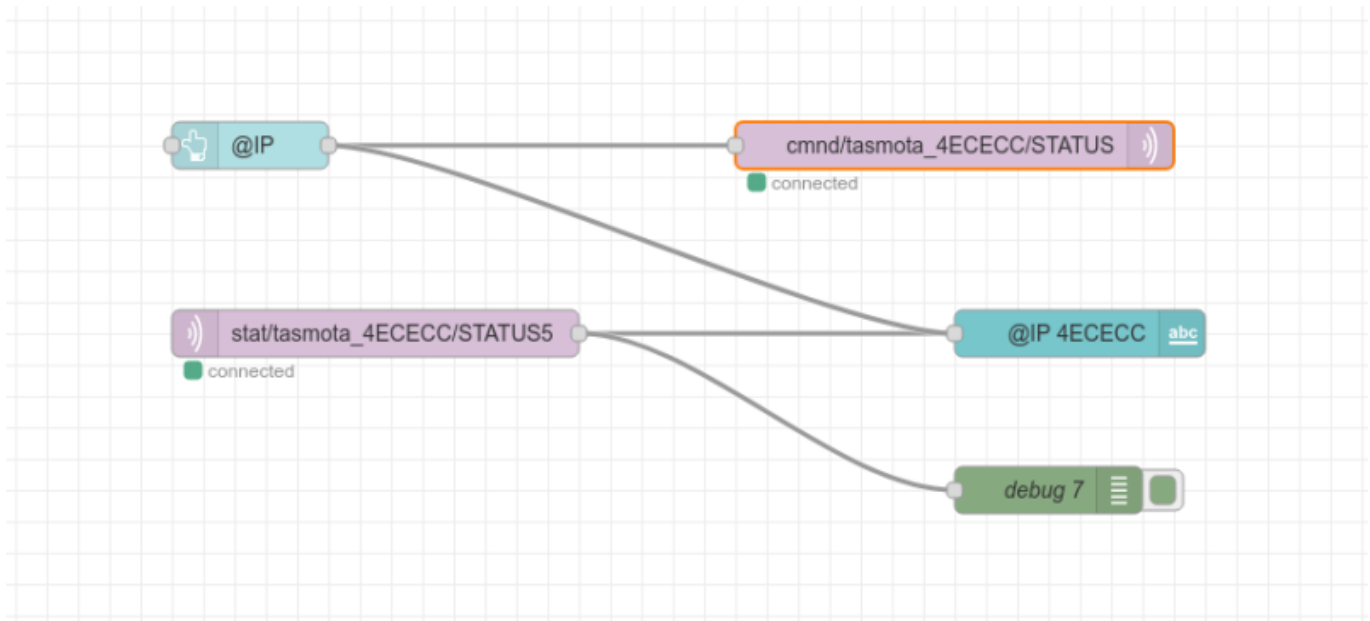 @IP
cmnd/tasmota_4ECECC/STATUS
connected
stat/tasmota_4ECECC/STATUS5
@IP 4ECECC
abc
connected
debug 7